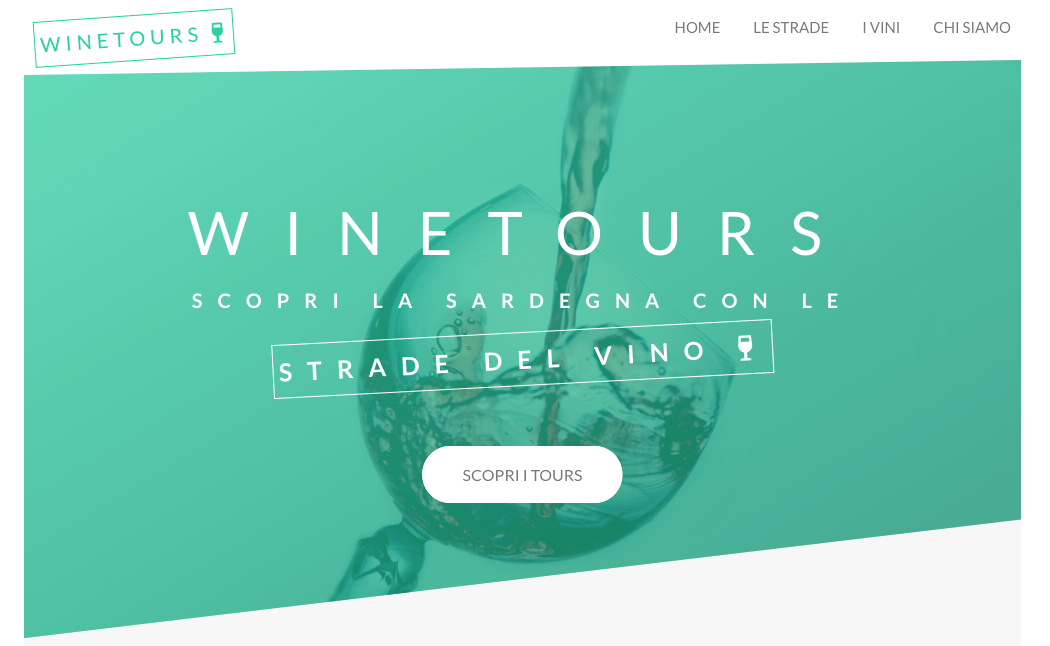 WINETOURS
HOME LE STRADE I VINI CHI SIAMO
WINETOURS
SCOPRI LA SARDEGNA CON LE
STRADE DEL VINO
SCOPRI I TOURS